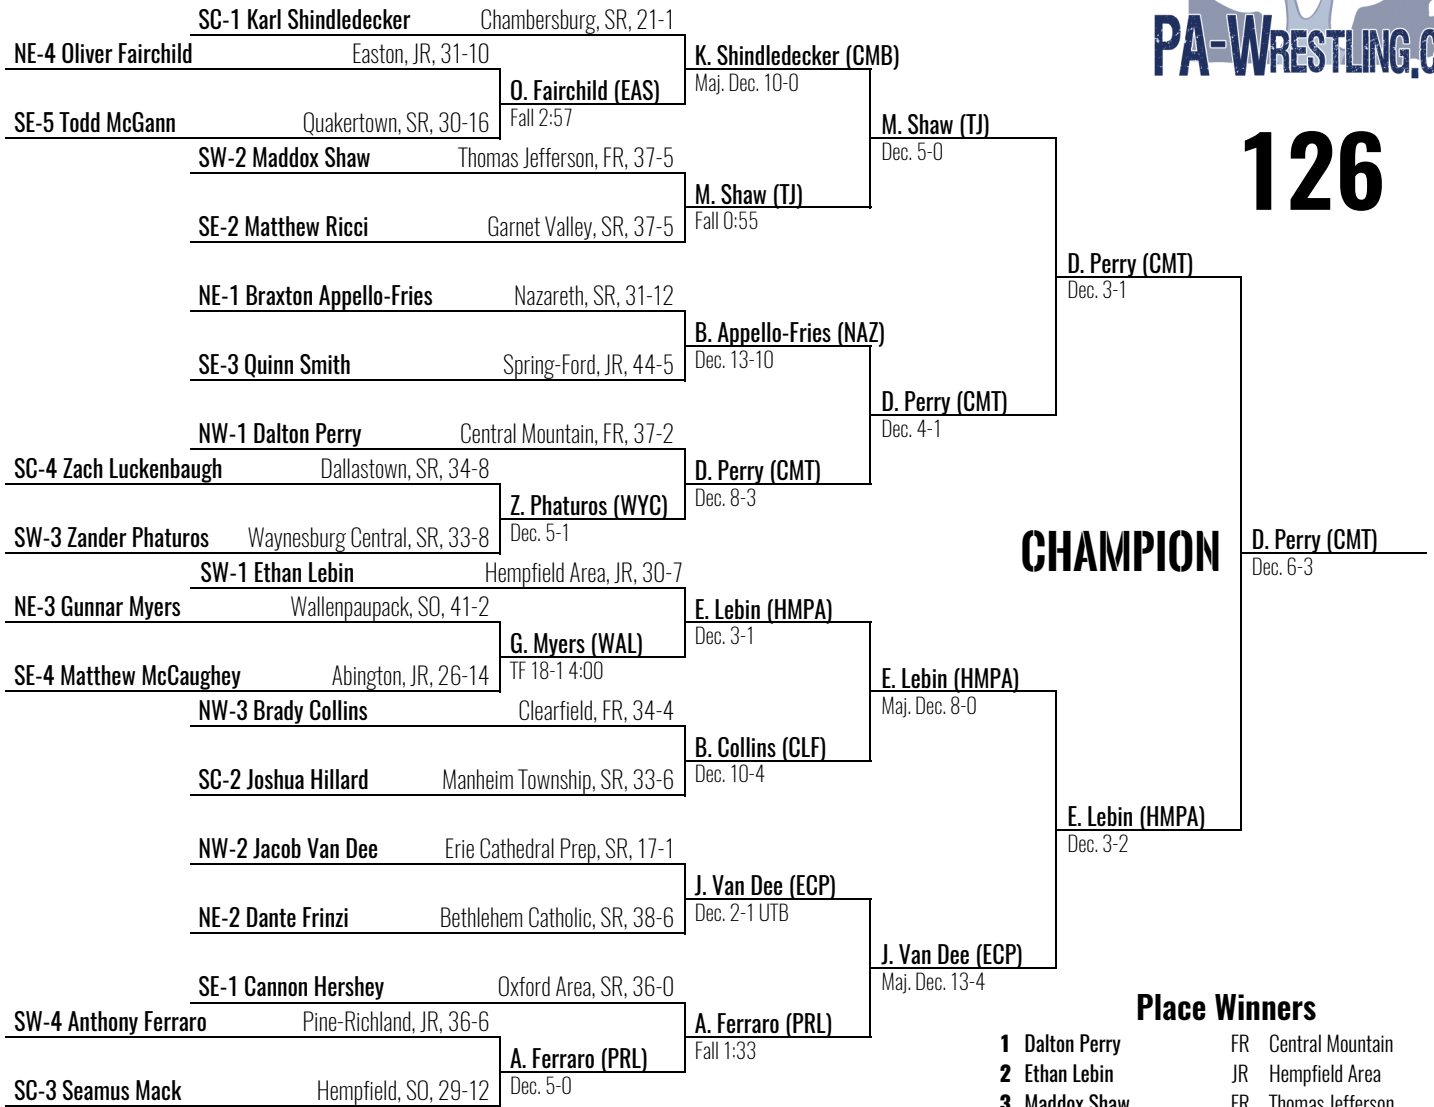 SC-1 Karl Shindledecker Chambersburg, SR, 21-1
NE-4 Oliver Fairchild Easton, JR, 31-10
SE-5 Todd McGann Quakertown, SR, 30-16
SW-2 Maddox Shaw Thomas Jefferson, FR, 37-5
SE-2 Matthew Ricci Garnet Valley, SR, 37-5
NE-1 Braxton Appello-Fries Nazareth, SR, 31-12
SE-3 Quinn Smith Spring-Ford, JR, 44-5
NW-1 Dalton Perry Central Mountain, FR, 37-2
SC-4 Zach Luckenbaugh Dallastown, SR, 34-8
SW-3 Zander Phaturos Waynesburg Central, SR, 33-8
SW-1 Ethan Lebin Hempfield Area, JR, 30-7
NE-3 Gunnar Myers Wallenpaupack, SO, 41-2
SE-4 Matthew McCaughey Abington, JR, 26-14
NW-3 Brady Collins Clearfield, FR, 34-4
SC-2 Joshua Hillard Manheim Township, SR, 33-6
NW-2 Jacob Van Dee Erie Cathedral Prep, SR, 17-1
NE-2 Dante Frinzi Bethlehem Catholic, SR, 38-6
SE-1 Cannon Hershey Oxford Area, SR, 36-0
SW-4 Anthony Ferraro Pine-Richland, JR, 36-6
SC-3 Seamus Mack Hempfield, SO, 29-12
O. Fairchild (EAS)
Fall 2:57
Z. Phaturos (WYC)
Dec. 5-1
G. Myers (WAL)
TF 18-1 4:00
A. Ferraro (PRL)
Dec. 5-0
K. Shindledecker (CMB)
Maj. Dec. 10-0
M. Shaw (TJ)
Fall 0:55
B. Appello-Fries (NAZ)
Dec. 13-10
D. Perry (CMT)
Dec. 8-3
E. Lebin (HMPA)
Dec. 3-1
B. Collins (CLF)
Dec. 10-4
J. Van Dee (ECP)
Dec. 2-1 UTB
A. Ferraro (PRL)
Fall 1:33
M. Shaw (TJ)
Dec. 5-0
D. Perry (CMT)
Dec. 4-1
E. Lebin (HMPA)
Maj. Dec. 8-0
J. Van Dee (ECP)
Maj. Dec. 13-4
D. Perry (CMT)
Dec. 3-1
E. Lebin (HMPA)
Dec. 3-2
PA-WRESTLING.C
126
CHAMPION
D. Perry (CMT)
Dec. 6-3
Place Winners
1 Dalton Perry FR Central Mountain
2 Ethan Lebin JR Hempfield Area
3 Maddox Shaw FR Thomas Jefferson